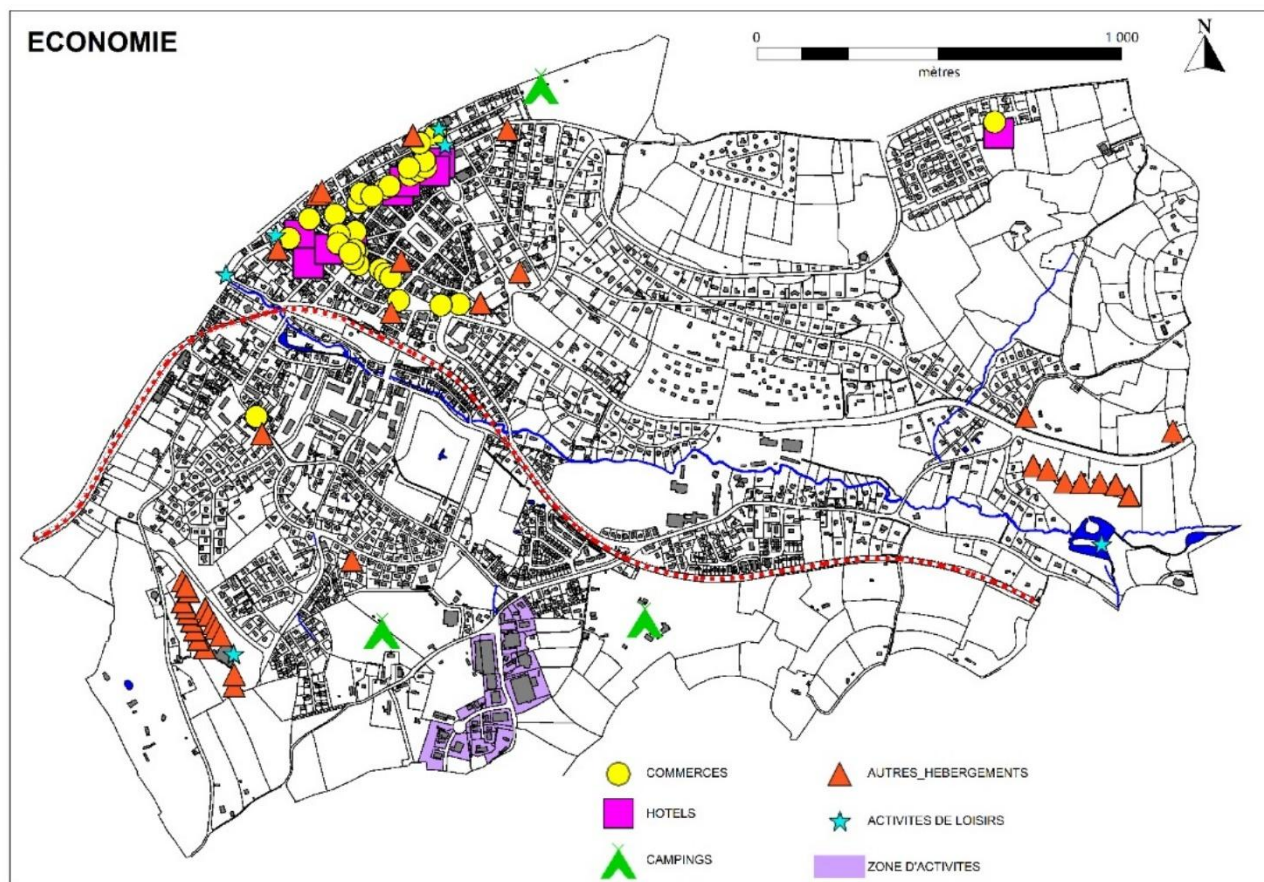 ECONOMIE
0
1 000
mètres
N
COMMERCES
AUTRES_HEBERGEMENTS
HOTELS
ACTIVITES DE LOISIRS
CAMPINGS
ZONE D'ACTIVITES